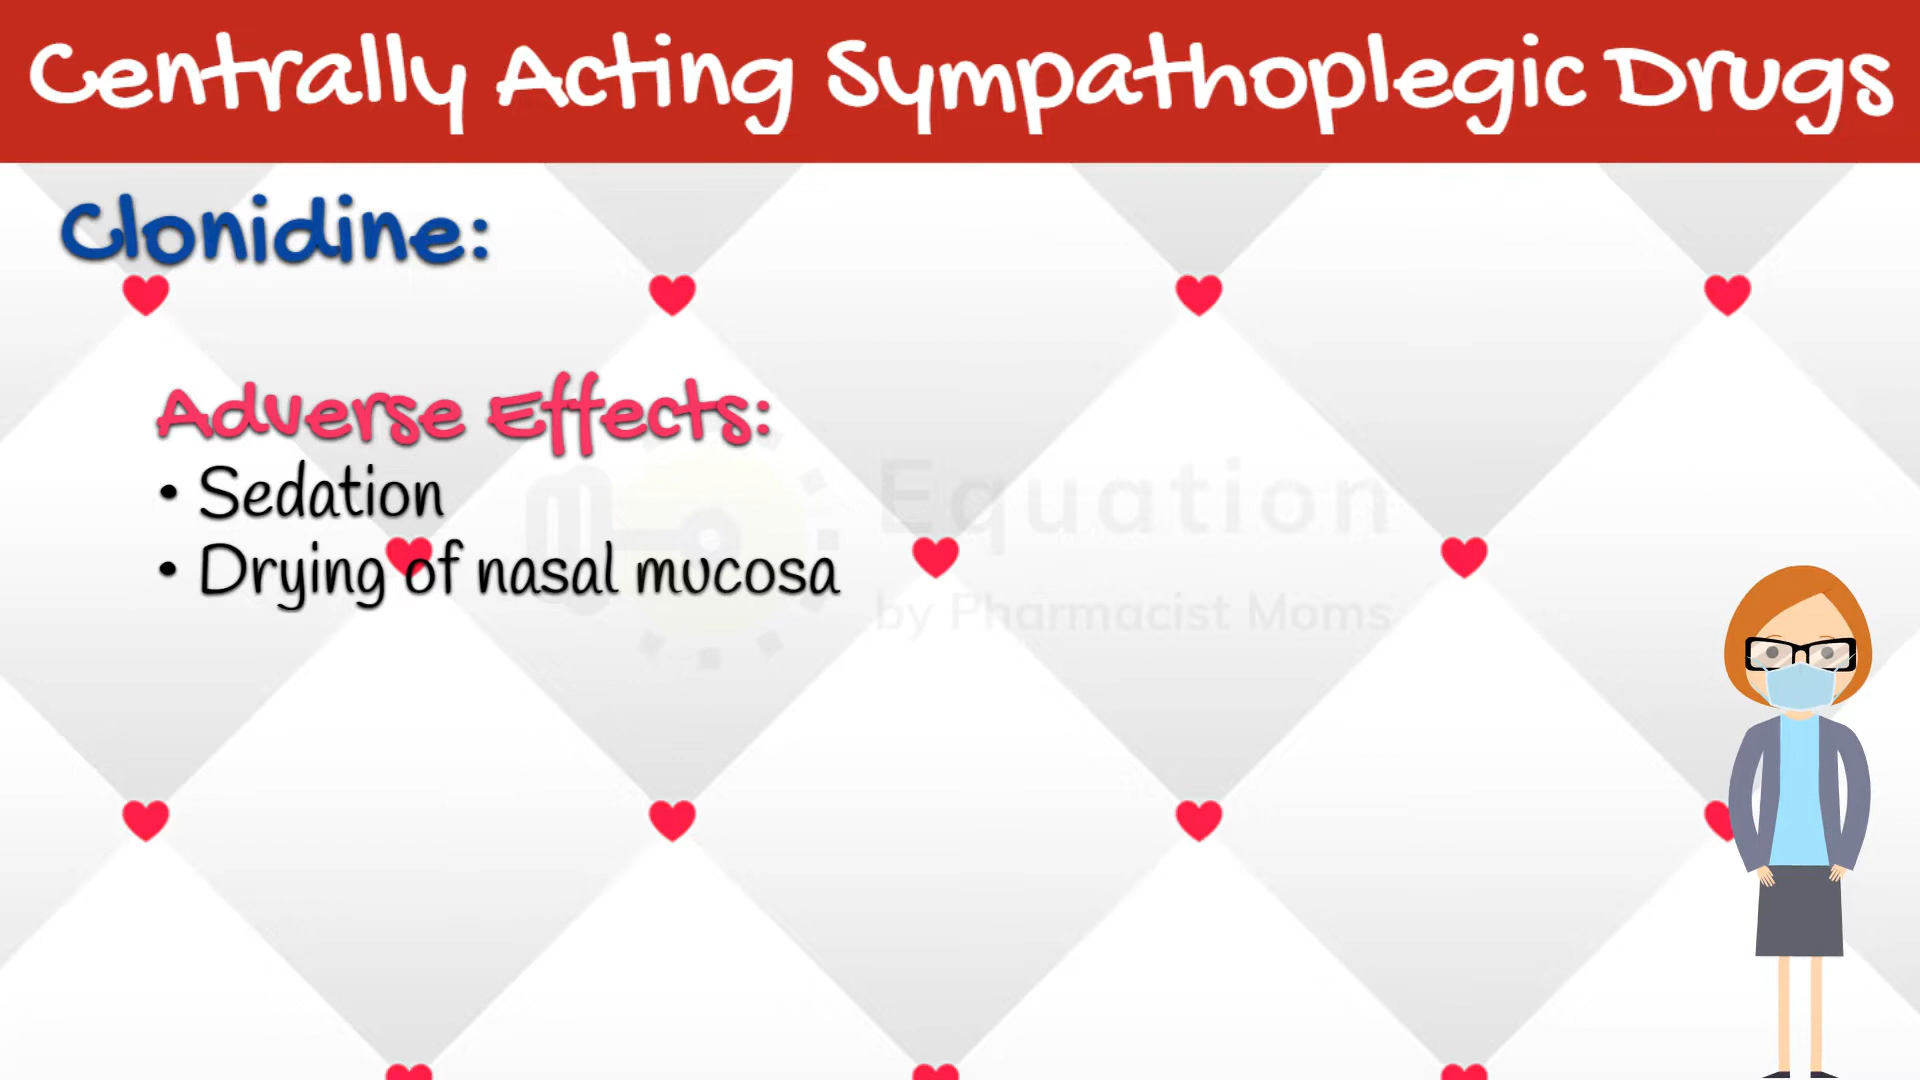 Centrally Acting Sympathoplegic Drugs
Clonidine:
Adverse Effects:
• Sedation
• Drying of nasal mucosa
Equation
by Pharmacist Moms